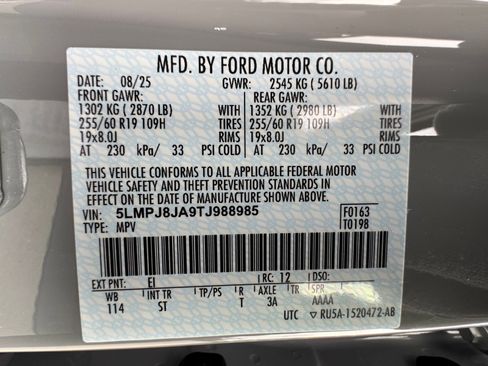 MFD. BY FORD MOTOR CO.
DATE: 08/25 GVWR: 2545 KG ( 5610 LB)
FRONT GAWR: REAR GAWR:
1302 KG ( 2870 LB) WITH 1352 KG ( 2980 LB) WITH
255/60 R19 109H TIRES 255/60 R19 109H TIRES
19x8.0J RIMS 19x8.0J RIMS
AT 230 kPa/ 33 PSI COLD AT 230 kPa/ 33 PSI COLD
THIS VEHICLE CONFORMS TO ALL APPLICABLE FEDERAL MOTOR
VEHICLE SAFETY AND BUMPER AND THEFT PREVENTION STANDARDS IN
EFFECT ON THE DATE OF MANUFACTURE SHOWN ABOVE.
VIN: 5LMPJ8JA9TJ988985 F0163
TYPE: MPV T0198
EXT PNT: EI RC: 12 DSO:
WB INT TR TP/PS R AXLE TR SPR
114 ST T 3A AAAA
UTC ▽ RU5A-1520472-AB